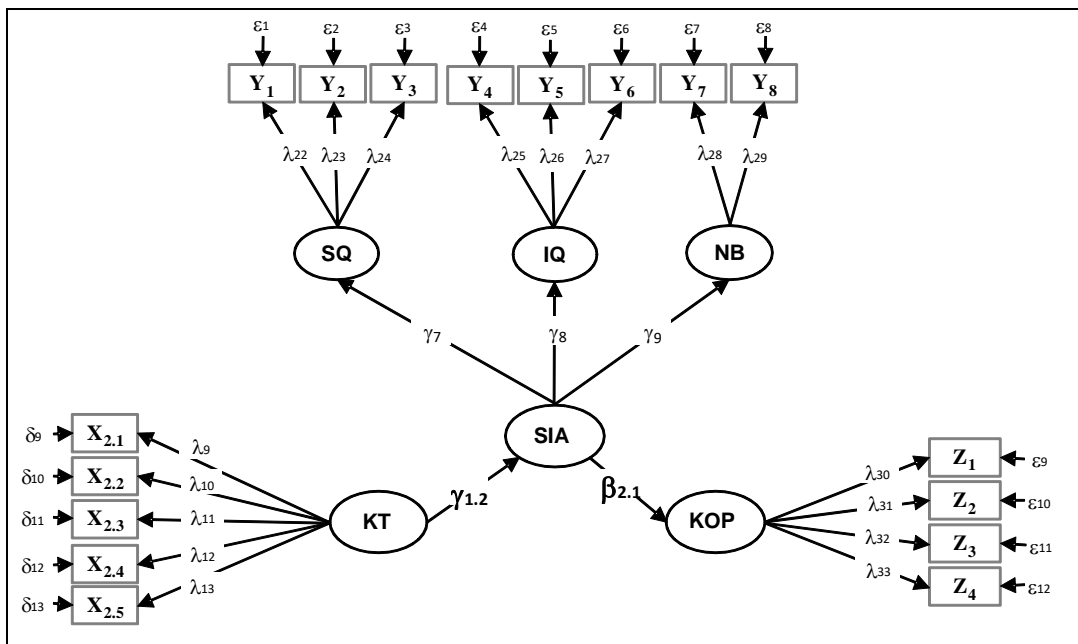 ε1 ε2 ε3 ε4 ε5 ε6 ε7 ε8
Y1 Y2 Y3 Y4 Y5 Y6 Y7 Y8
λ22 λ23 λ24 λ25 λ26 λ27 λ28 λ29
SQ IQ NB
γ7 γ8 γ9
SIA
δ9 X2.1 λ9
δ10 X2.2 λ10
δ11 X2.3 λ11
δ12 X2.4 λ12
δ13 X2.5 λ13
KT γ1.2 β2.1 KOP
λ30 Z1 ε9
λ31 Z2 ε10
λ32 Z3 ε11
λ33 Z4 ε12